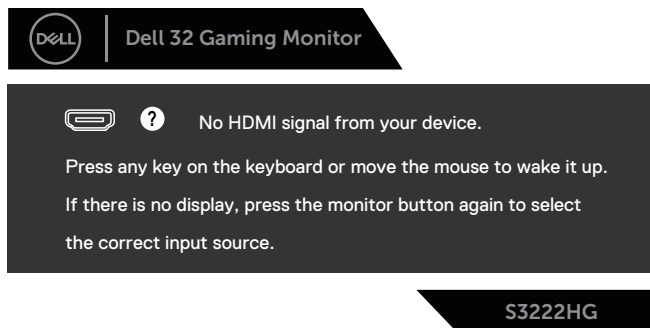 DELL
Dell 32 Gaming Monitor
? No HDMI signal from your device.
Press any key on the keyboard or move the mouse to wake it up.
If there is no display, press the monitor button again to select
the correct input source.
S3222HG